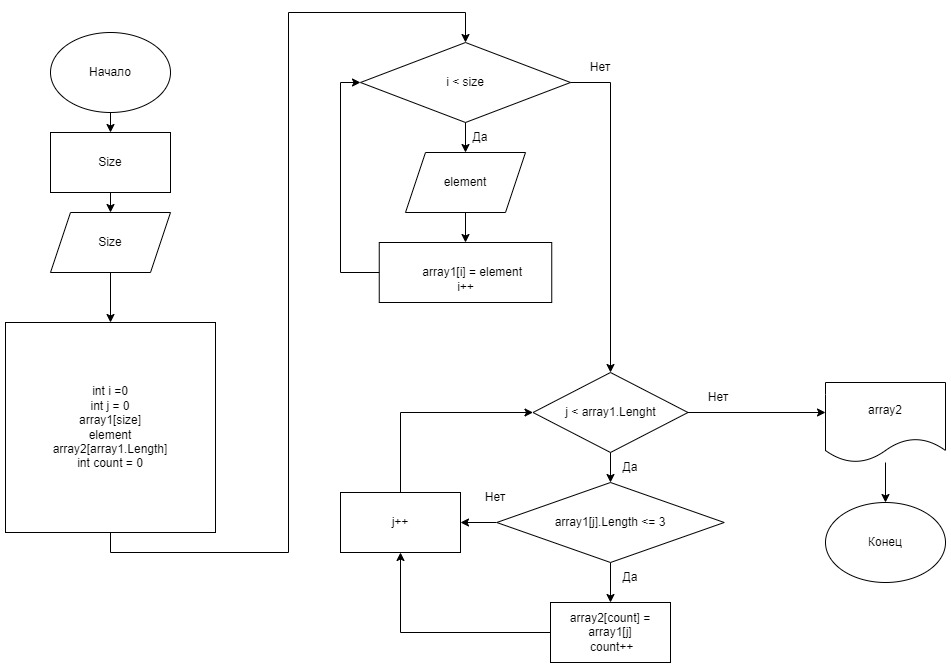 Начало
Size
Size
int i =0
int j = 0
array1[size]
element
array2[array1.Length]
int count = 0
i < size
Нет
Да
element
array1[i] = element
i++
j < array1.Lenght
Нет
Да
array1[j].Length <= 3
Нет
j++
Да
array2[count] =
array1[j]
count++
array2
Конец